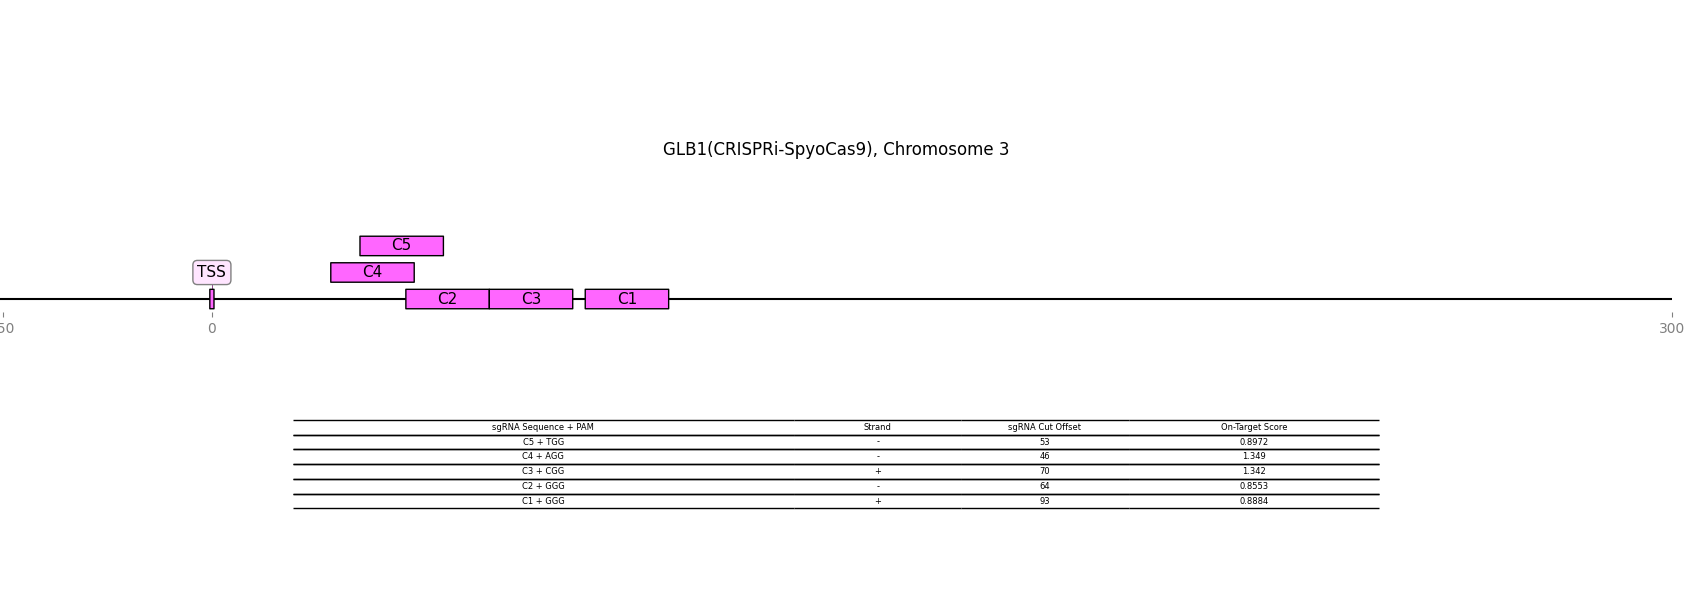 GLB1(CRISPRi-SpyoCas9), Chromosome 3
C5
TSS C4
C2 C3 C1
50 0 300
sgRNA Sequence + PAM Strand sgRNA Cut Offset On-Target Score
C5 + TGG - 53 0.8972
C4 + AGG - 46 1.349
C3 + CGG + 70 1.342
C2 + GGG - 64 0.8553
C1 + GGG + 93 0.8884